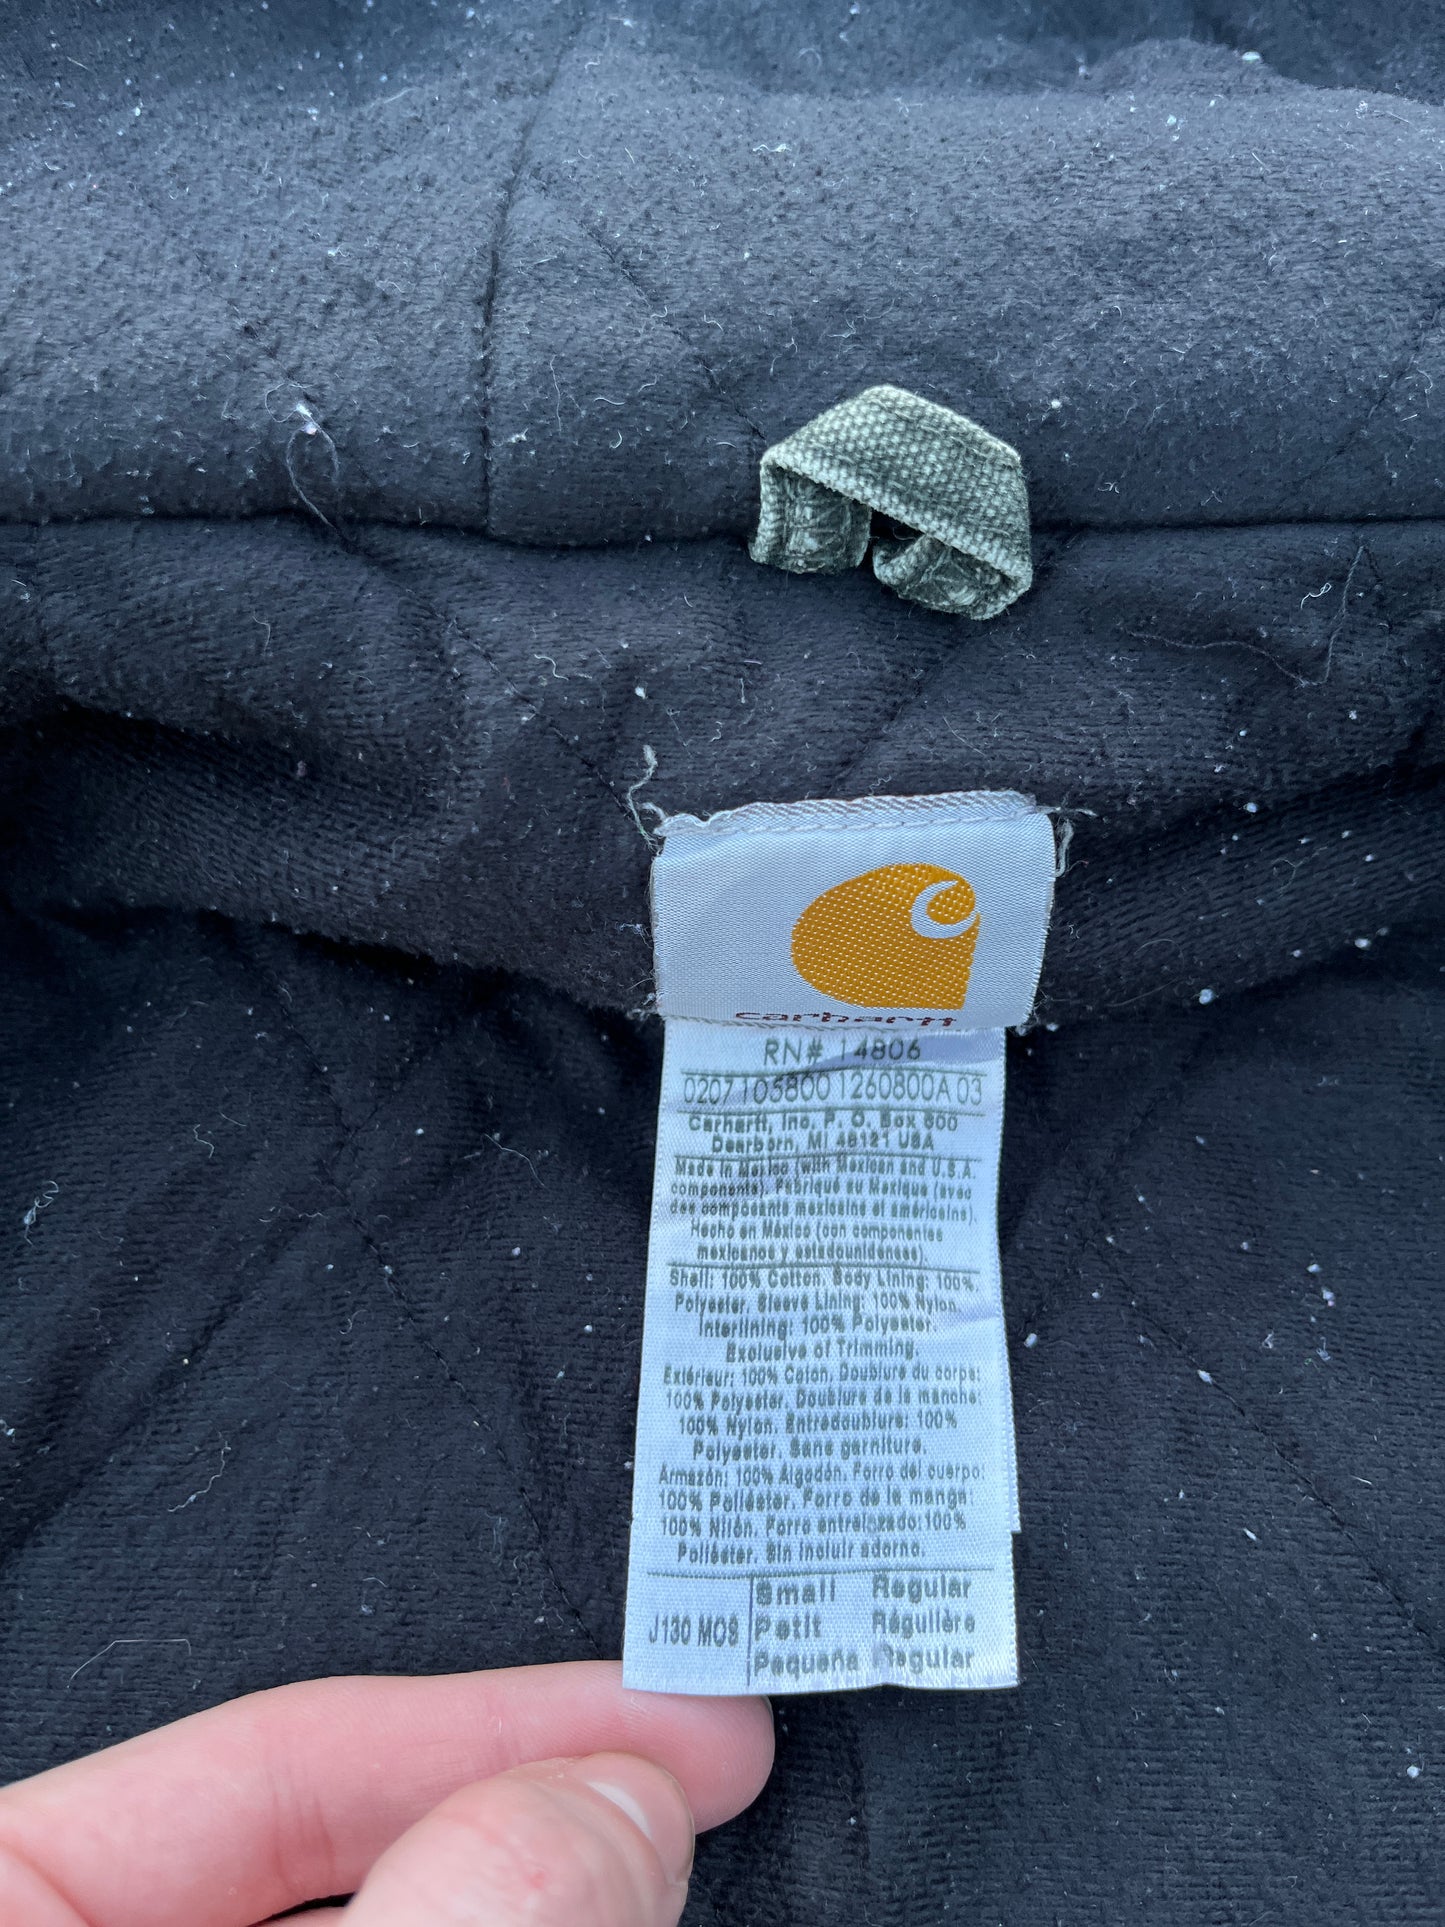 carhartt
RN# 14806
0207 105800 1260800A 03
Carhartt, Inc. P. O. Box 600
Dearborn, MI 48121 USA
Made in Mexico (with Mexican and U.S.A.
components). Fabriqué au Mexique (avec
des composants mexicains et américains).
Hecho en México (con componentes
mexicanos y estadounidenses).
Shell: 100% Cotton. Body Lining: 100%
Polyester. Sleeve Lining: 100% Nylon.
Interlining: 100% Polyester.
Exclusive of Trimming.
Extérieur: 100% Coton. Doublure du corps:
100% Polyester. Doublure de la manche:
100% Nylon. Entredoublure: 100%
Polyester. Sans garniture.
Armazón: 100% Algodón. Forro del cuerpo:
100% Poliéster. Forro de la manga:
100% Nilón. Forro entrelazado: 100%
Poliéster. Sin incluir adorno.
J130 MOS Small Regular
Petit Régulière
Pequeña Regular